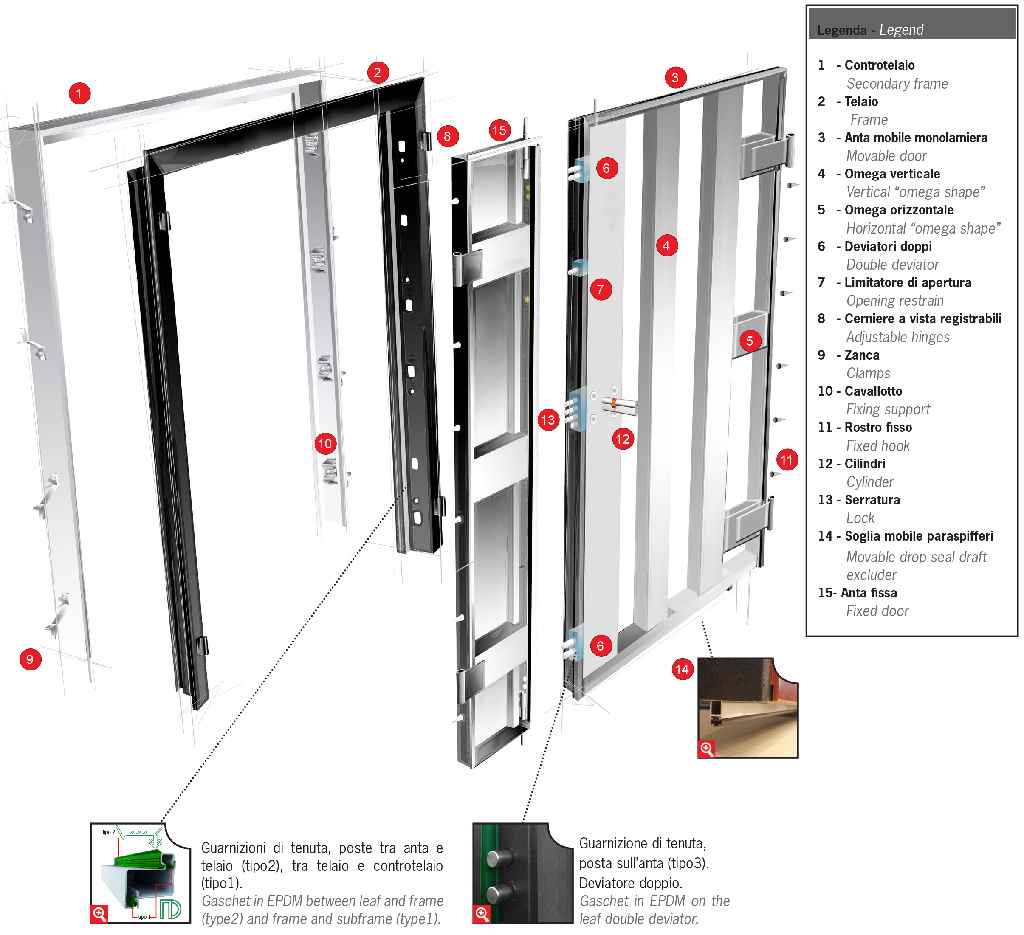 Legenda - Legend
1 - Controtelaio
Secondary frame
2 - Telaio
Frame
3 - Anta mobile monolamiera
Movable door
4 - Omega verticale
Vertical “omega shape”
5 - Omega orizzontale
Horizontal “omega shape”
6 - Deviatori doppi
Double deviator
7 - Limitatore di apertura
Opening restrain
8 - Cerniere a vista registrabili
Adjustable hinges
9 - Zanca
Clamps
10 - Cavallotto
Fixing support
11 - Rostro fisso
Fixed hook
12 - Cilindri
Cylinder
13 - Serratura
Lock
14 - Soglia mobile paraspifferi
Movable drop seal draft
excluder
15- Anta fissa
Fixed door
1
2
3
8
15
6
4
7
5
13
12
10
11
9
6
14
tipo 2
tipo 1
Guarnizioni di tenuta, poste tra anta e
telaio (tipo2), tra telaio e controtelaio
(tipo1).
Gaschet in EPDM between leaf and frame
(type2) and frame and subframe (type1).
Guarnizione di tenuta,
posta sull'anta (tipo3).
Deviatore doppio.
Gaschet in EPDM on the
leaf double deviator.